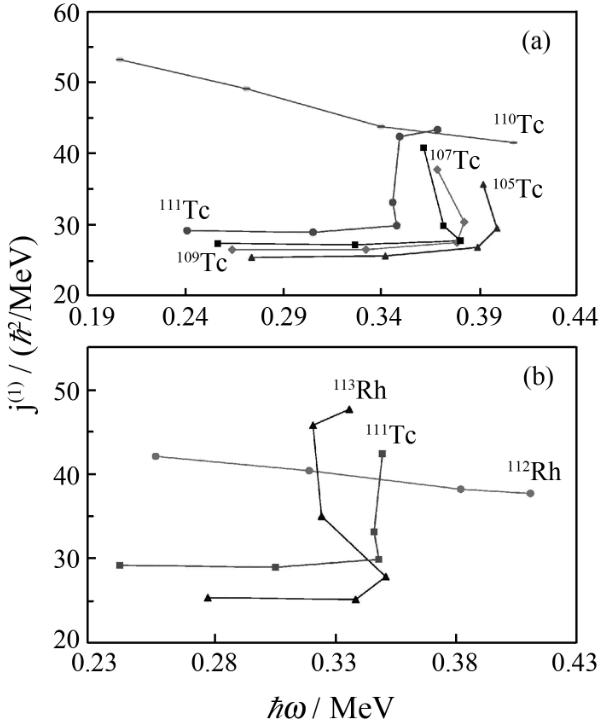 60
(a)
50
40
¹¹⁰Tc
¹⁰⁷Tc
¹⁰⁵Tc
¹¹¹Tc
30
¹⁰⁹Tc
20
0.19 0.24 0.29 0.34 0.39 0.44
j⁽¹⁾ / (ℏ²/MeV)
(b)
50
¹¹³Rh
¹¹¹Tc
¹¹²Rh
40
30
20
0.23 0.28 0.33 0.38 0.43
ℏω / MeV